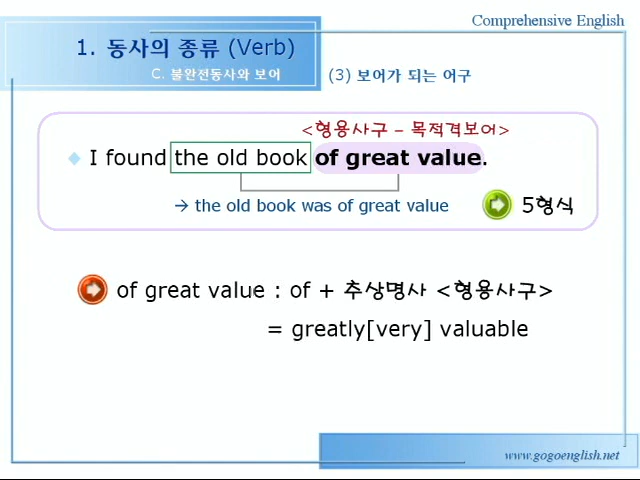 Comprehensive English
1. 동사의 종류 (Verb)
C. 불완전동사와 보어
(3) 보어가 되는 어구
<형용사구 – 목적격보어>
◆ I found the old book of great value.
→ the old book was of great value
5형식
of great value : of + 추상명사 <형용사구>
= greatly[very] valuable
www.gogoenglish.net